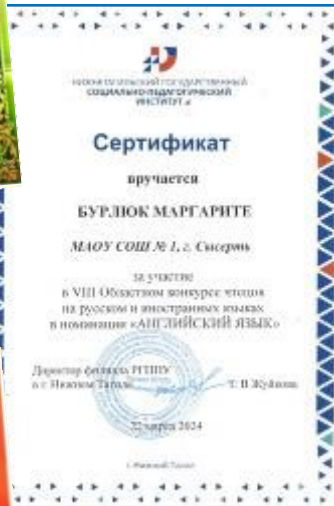 НИЖНЕТАГИЛЬСКИЙ ГОСУДАРСТВЕННЫЙ
СОЦИАЛЬНО-ПЕДАГОГИЧЕСКИЙ
ИНСТИТУТ
Сертификат
вручается
БУРЛЮК МАРГАРИТЕ
МАОУ СОШ № 1, г. Сысерть
за участие
в VIII Областном конкурсе чтецов
на русском и иностранных языках
в номинации «АНГЛИЙСКИЙ ЯЗЫК»
Директор филиала РГППУ
в г. Нижнем Тагиле Т. В. Жуйкова
22 марта 2024
г. Нижний Тагил